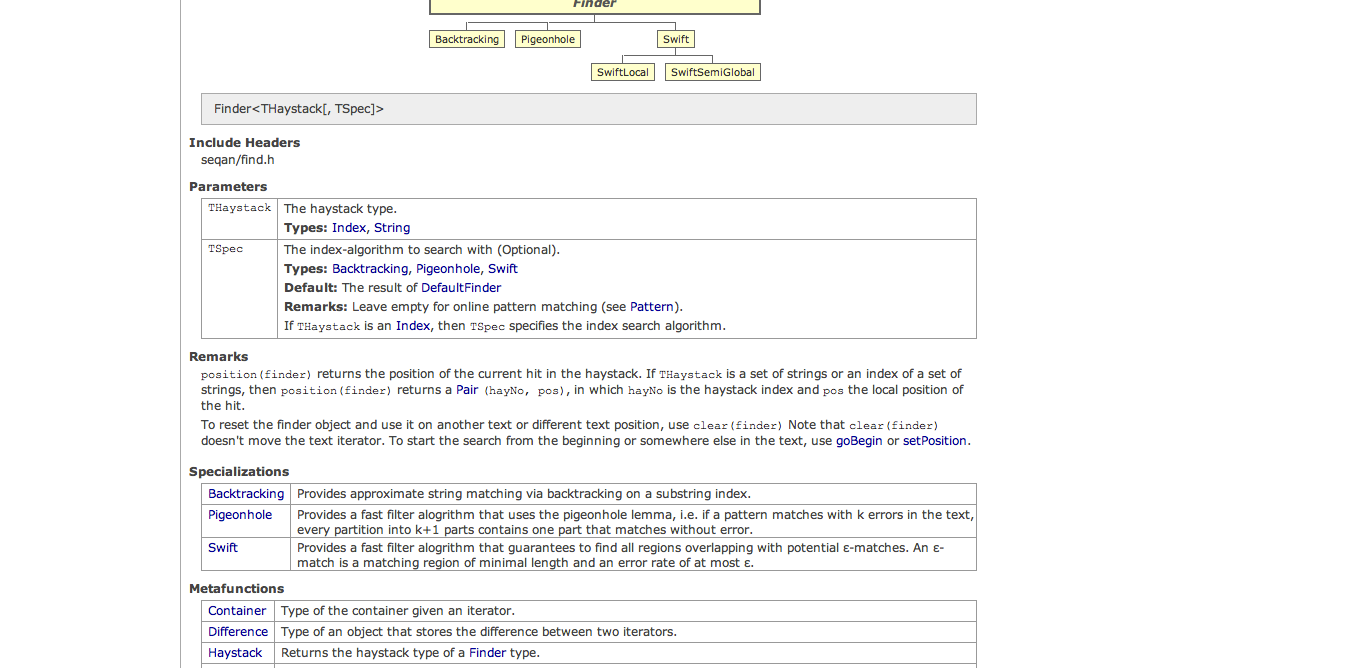 Finder
Backtracking Pigeonhole Swift
SwiftLocal SwiftSemiGlobal
Finder<THaystack[, TSpec]>
Include Headers
seqan/find.h
Parameters
THaystack The haystack type.
Types: Index, String
TSpec The index-algorithm to search with (Optional).
Types: Backtracking, Pigeonhole, Swift
Default: The result of DefaultFinder
Remarks: Leave empty for online pattern matching (see Pattern).
If THaystack is an Index, then TSpec specifies the index search algorithm.
Remarks
position(finder) returns the position of the current hit in the haystack. If THaystack is a set of strings or an index of a set of
strings, then position(finder) returns a Pair (hayNo, pos), in which hayNo is the haystack index and pos the local position of
the hit.
To reset the finder object and use it on another text or different text position, use clear(finder) Note that clear(finder)
doesn't move the text iterator. To start the search from the beginning or somewhere else in the text, use goBegin or setPosition.
Specializations
Backtracking Provides approximate string matching via backtracking on a substring index.
Pigeonhole Provides a fast filter alogrithm that uses the pigeonhole lemma, i.e. if a pattern matches with k errors in the text,
every partition into k+1 parts contains one part that matches without error.
Swift Provides a fast filter alogrithm that guarantees to find all regions overlapping with potential ε-matches. An ε-
match is a matching region of minimal length and an error rate of at most ε.
Metafunctions
Container Type of the container given an iterator.
Difference Type of an object that stores the difference between two iterators.
Haystack Returns the haystack type of a Finder type.